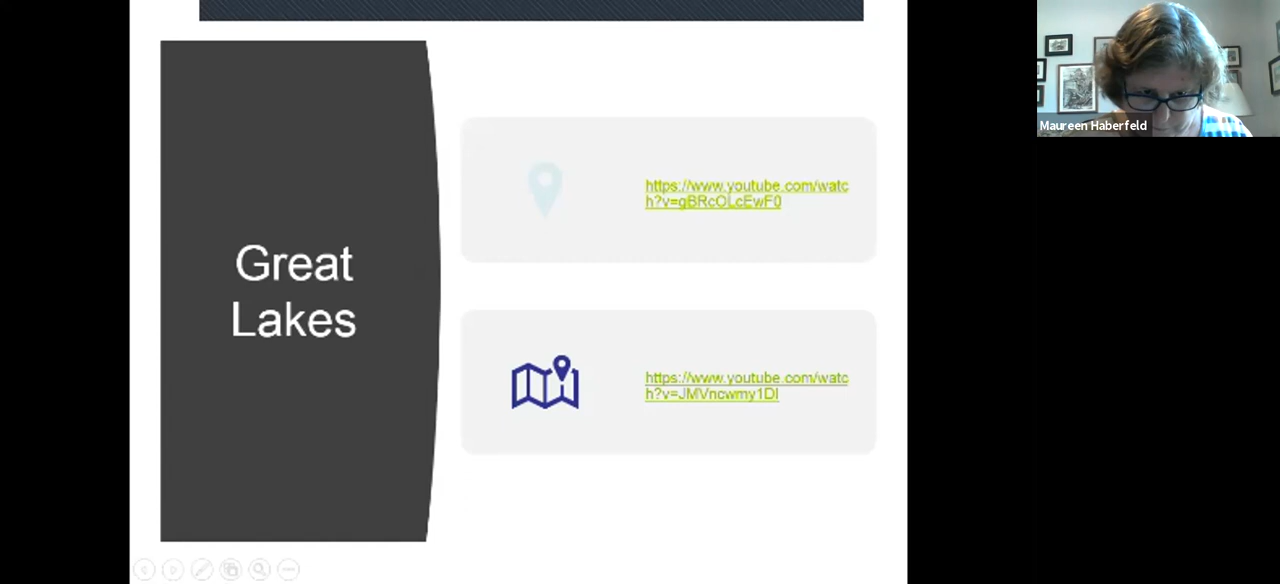 Great
Lakes
https://www.youtube.com/watc
h?v=gBRcOLcEwF0
https://www.youtube.com/watc
h?v=JMVncwmy1DI
Maureen Haberfeld